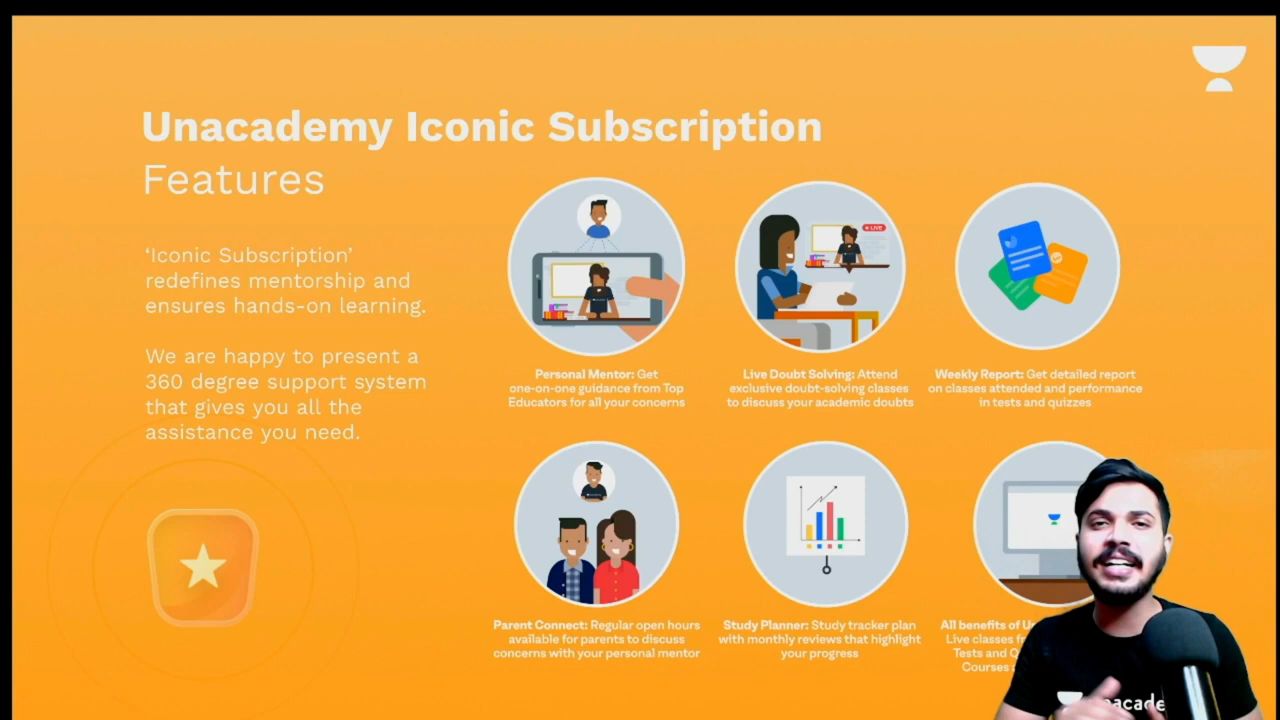 Unacademy Iconic Subscription
Features
‘Iconic Subscription’
redefines mentorship and
ensures hands-on learning.
We are happy to present a
360 degree support system
that gives you all the
assistance you need.
LIVE
Personal Mentor: Get
one-on-one guidance from Top
Educators for all your concerns
Live Doubt Solving: Attend
exclusive doubt-solving classes
to discuss your academic doubts
Weekly Report: Get detailed report
on classes attended and performance
in tests and quizzes
Parent Connect: Regular open hours
available for parents to discuss
concerns with your personal mentor
Study Planner: Study tracker plan
with monthly reviews that highlight
your progress
All benefits of
Live classes
Tests and
Courses